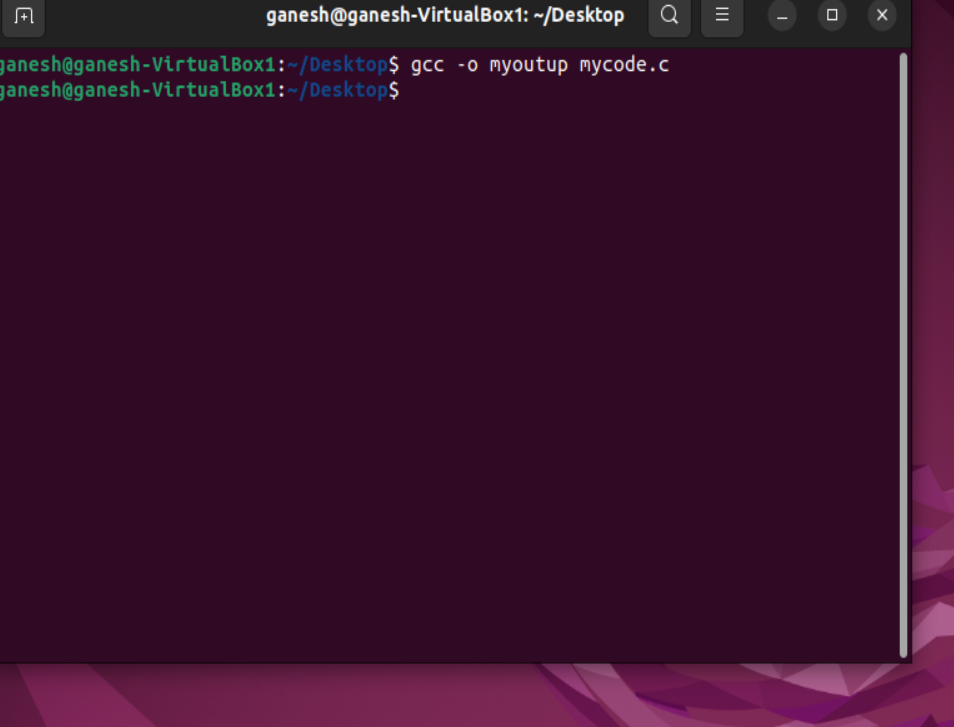 ganesh@ganesh-VirtualBox1: ~/Desktop
ganesh@ganesh-VirtualBox1:~/Desktop$ gcc -o myoutup mycode.c
ganesh@ganesh-VirtualBox1:~/Desktop$